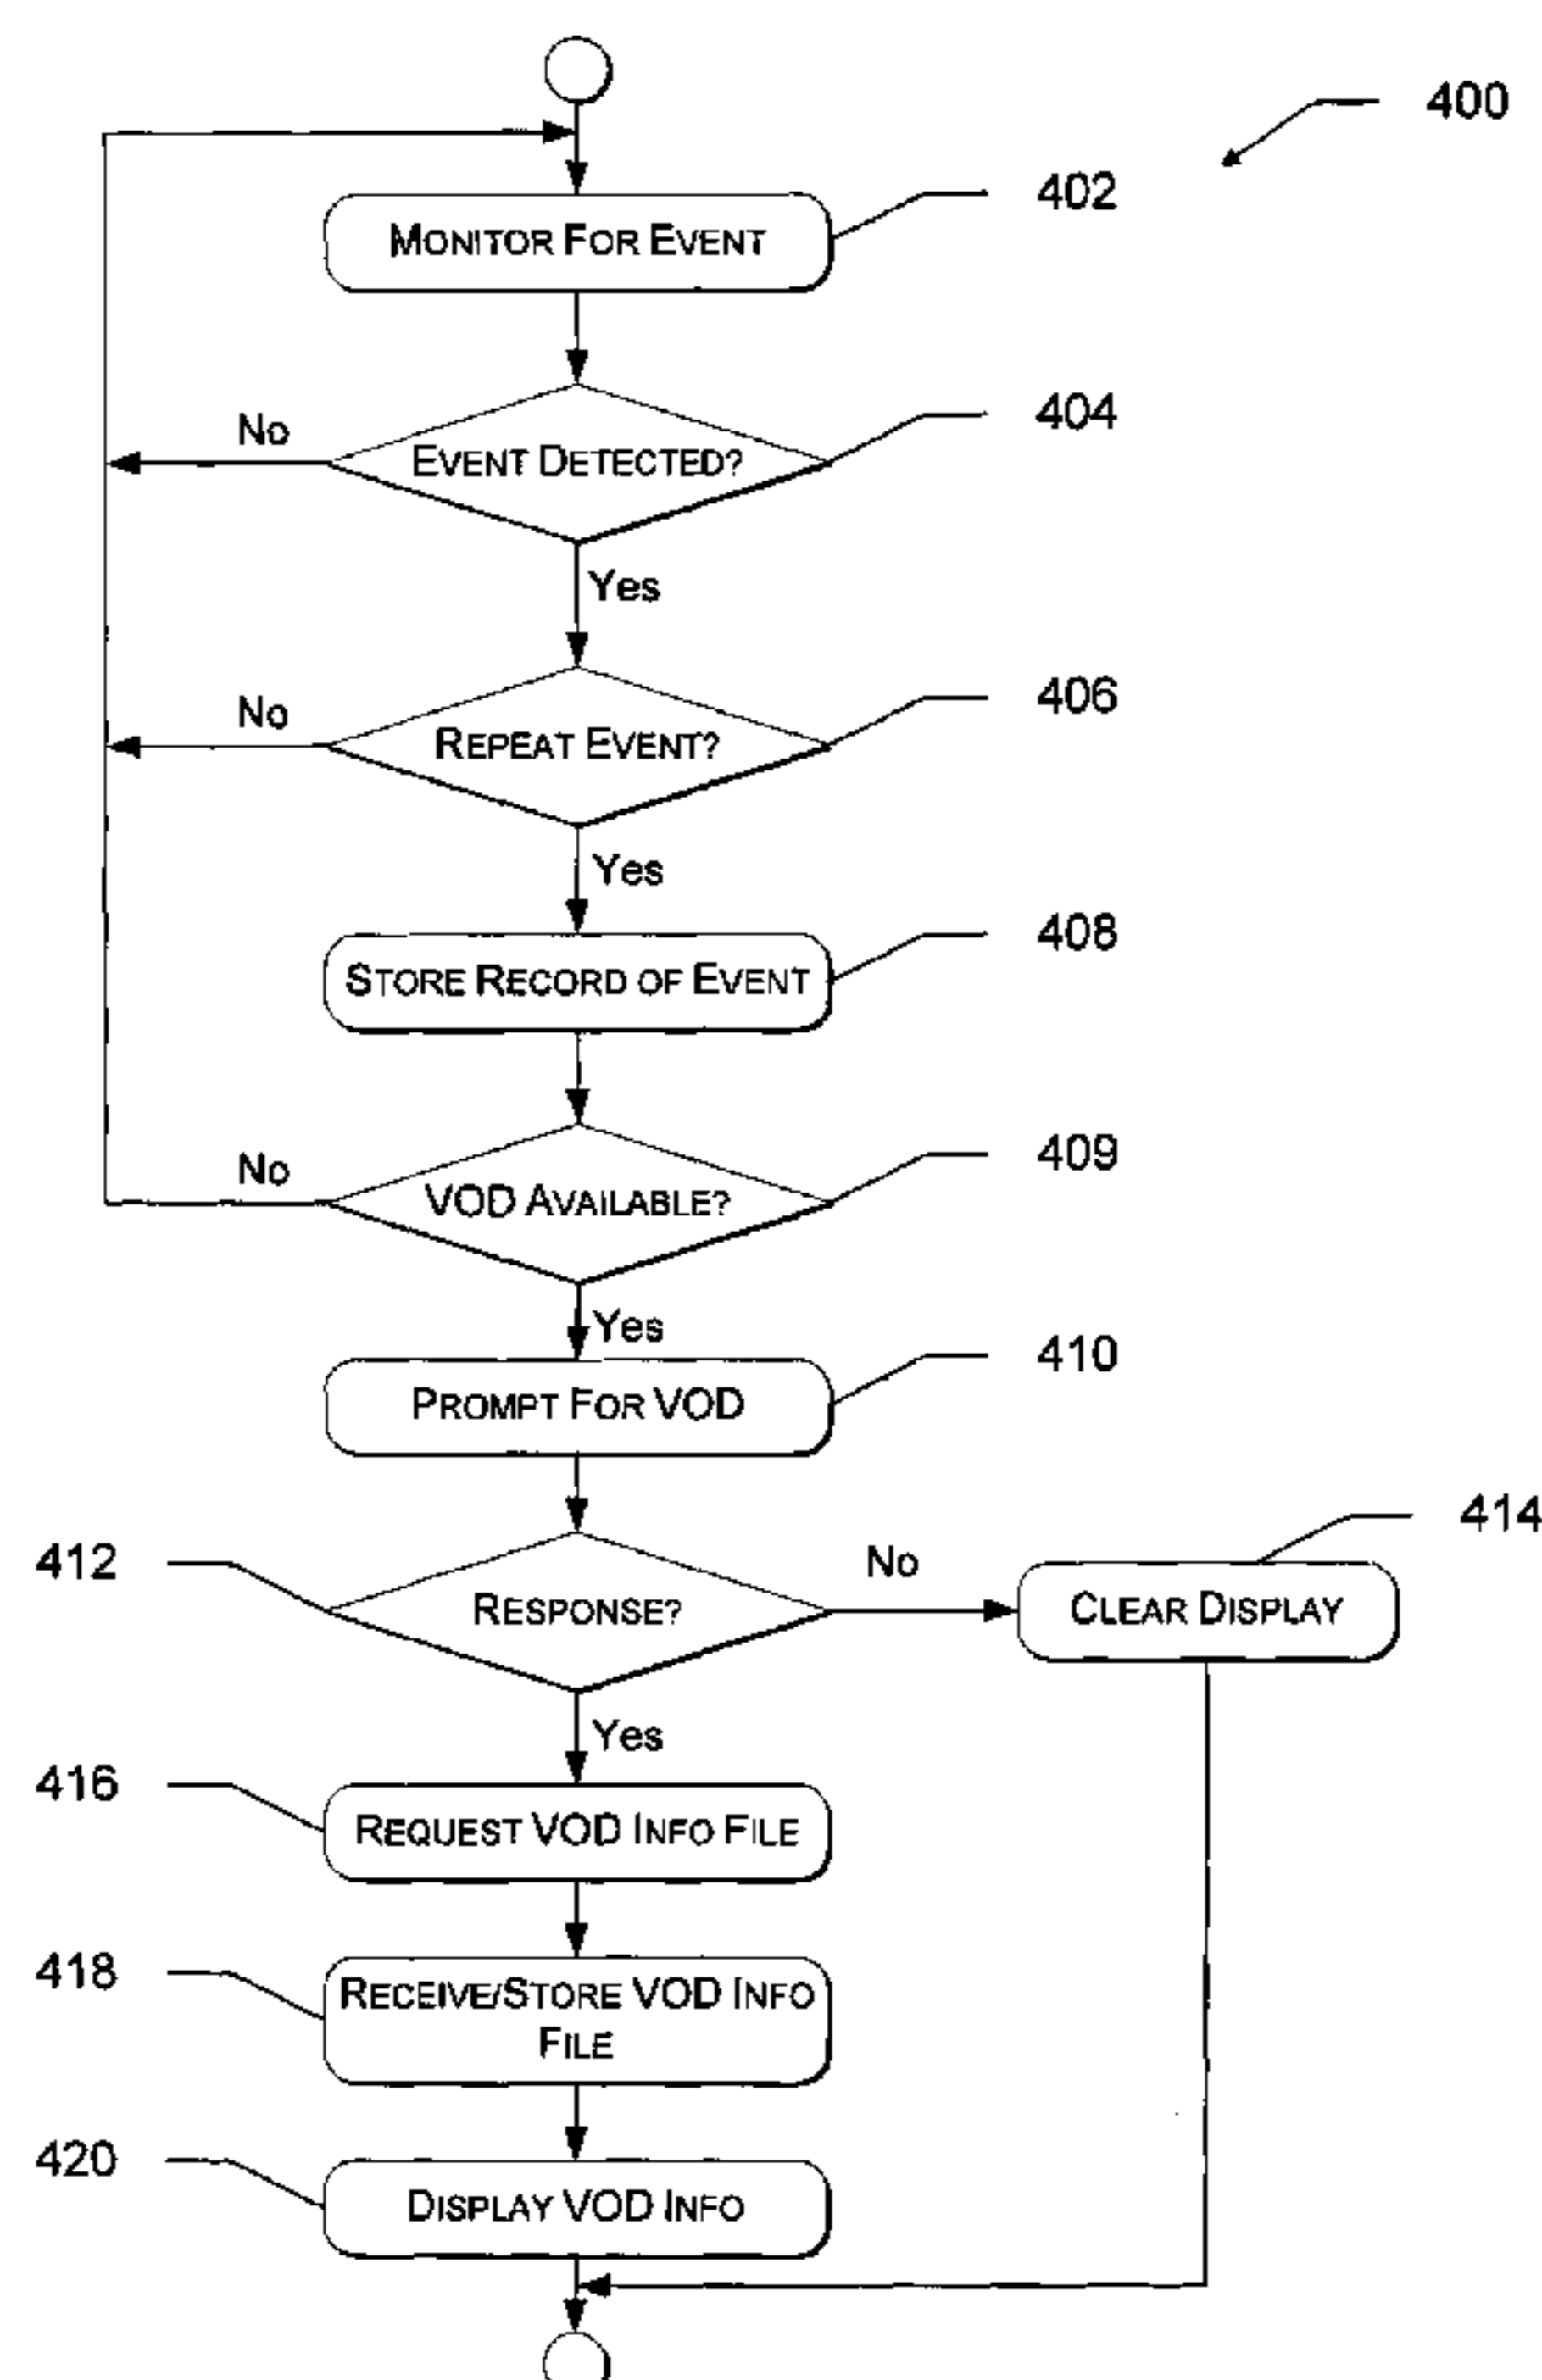 400
402
MONITOR FOR EVENT
404
No
EVENT DETECTED?
Yes
406
No
REPEAT EVENT?
Yes
408
STORE RECORD OF EVENT
409
No
VOD AVAILABLE?
Yes
410
PROMPT FOR VOD
412
No
414
RESPONSE?
CLEAR DISPLAY
Yes
416
REQUEST VOD INFO FILE
418
RECEIVE/STORE VOD INFO
FILE
420
DISPLAY VOD INFO